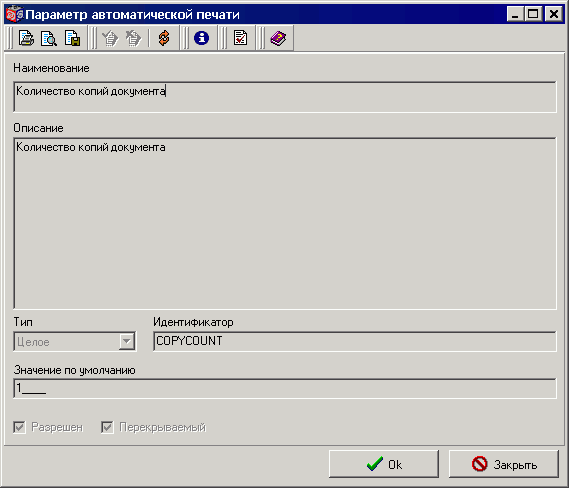 Параметр автоматической печати
Наименование
Количество копий документа
Описание
Количество копий документа
Тип Идентификатор
Целое COPYCOUNT
Значение по умолчанию
1____
Разрешен Перекрываемый
Ok Закрыть